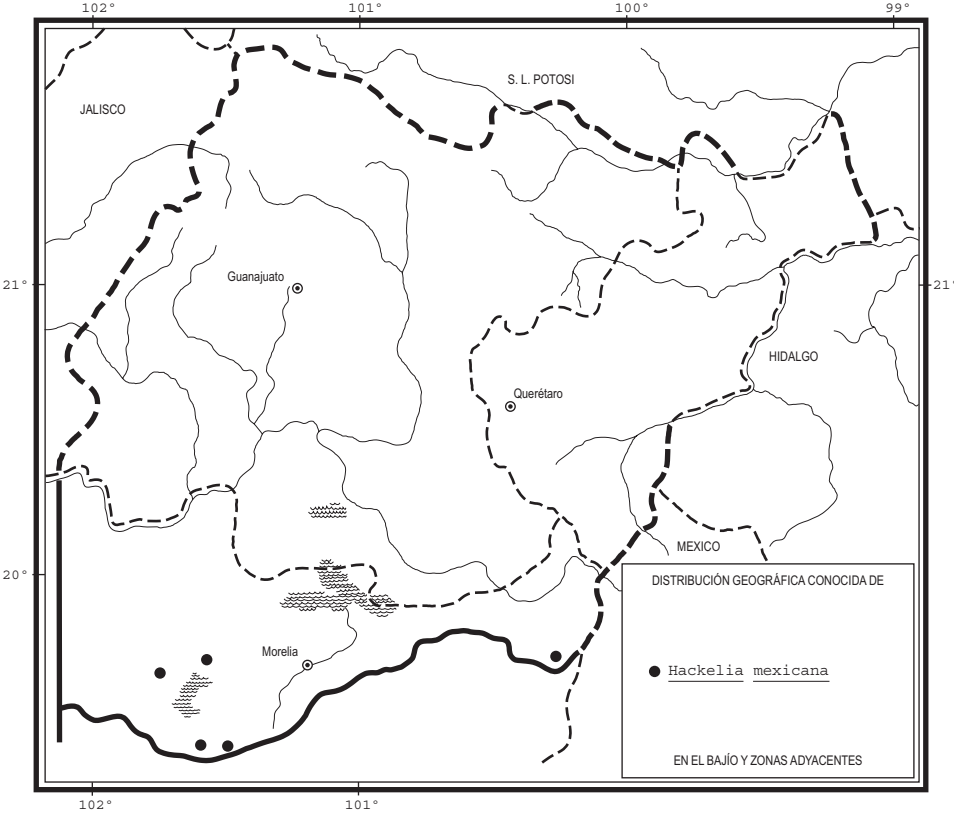 102° 101° 100° 99°
S. L. POTOSI
JALISCO
Guanajuato
21° 21°
HIDALGO
Querétaro
MEXICO
20°
DISTRIBUCIÓN GEOGRÁFICA CONOCIDA DE
Morelia
Hackelia mexicana
EN EL BAJÍO Y ZONAS ADYACENTES
102° 101°